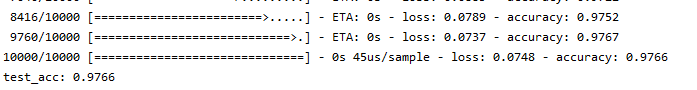 8416/10000 [=========================>.....] - ETA: 0s - loss: 0.0789 - accuracy: 0.9752
9760/10000 [============================>.] - ETA: 0s - loss: 0.0737 - accuracy: 0.9767
10000/10000 [==============================] - 0s 45us/sample - loss: 0.0748 - accuracy: 0.9766
test_acc: 0.9766